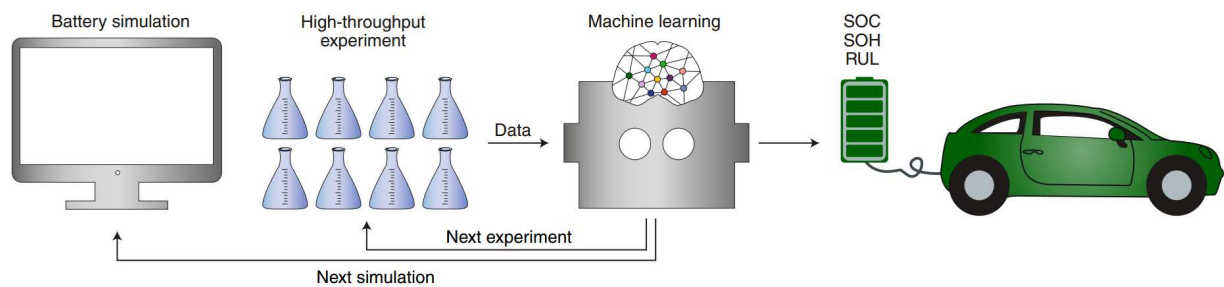 Battery simulation
High-throughput
experiment
Machine learning
SOC
SOH
RUL
Data
Next experiment
Next simulation